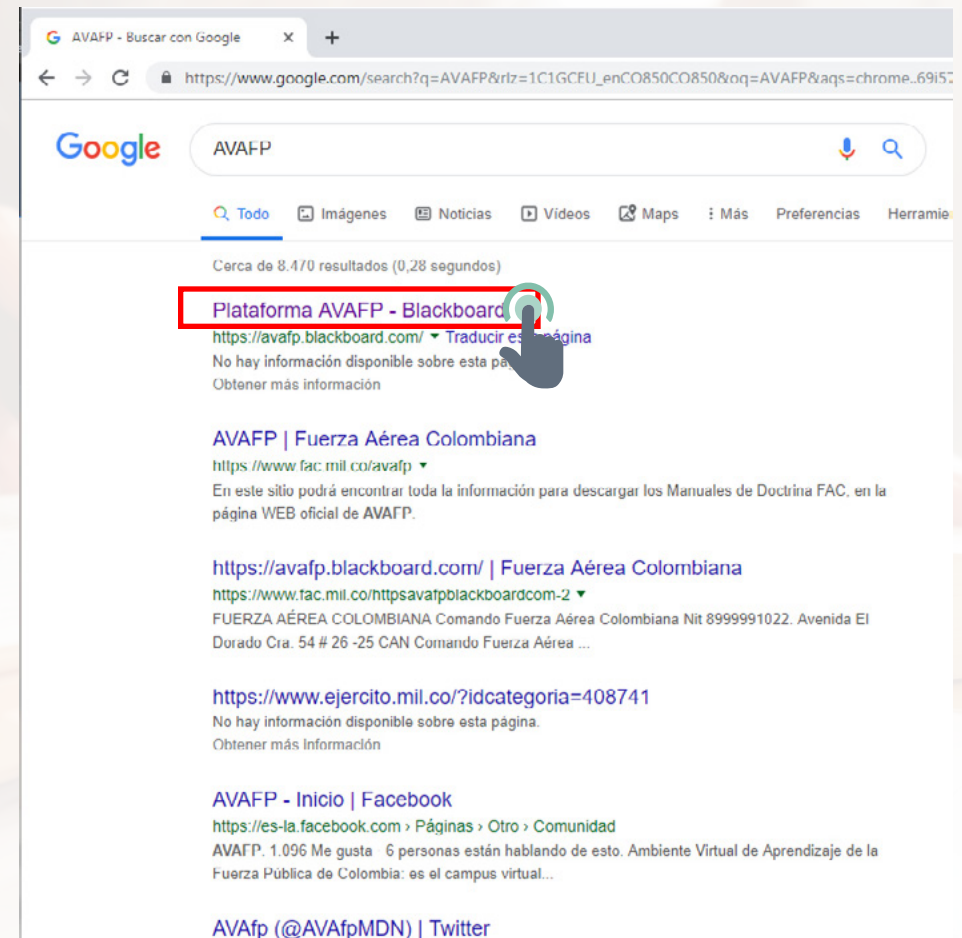 AVAFP - Buscar con Google
https://www.google.com/search?q=AVAFP&rlz=1C1GCEU_enCO850CO850&oq=AVAFP&aqs=chrome..69i57
Google AVAFP
Todo Imágenes Noticias Vídeos Maps Más Preferencias Herramie
Cerca de 8.470 resultados (0,28 segundos)
Plataforma AVAFP - Blackboard
https://avafp.blackboard.com/ Traducir esta página
No hay información disponible sobre esta
Obtener más información
AVAFP | Fuerza Aérea Colombiana
https://www.fac.mil.co/avafp
En este sitio podrá encontrar toda la información para descargar los Manuales de Doctrina FAC, en la
página WEB oficial de AVAFP.
https://avafp.blackboard.com/ | Fuerza Aérea Colombiana
https://www.fac.mil.co/httpsavafpblackboardcom-2
FUERZA AÉREA COLOMBIANA Comando Fuerza Aérea Colombiana Nit 8999991022. Avenida El
Dorado Cra. 54 # 26 -25 CAN Comando Fuerza Aérea ...
https://www.ejercito.mil.co/?idcategoria=408741
No hay información disponible sobre esta página.
Obtener más información
AVAFP - Inicio | Facebook
https://es-la.facebook.com › Páginas › Otro › Comunidad
AVAFP. 1.096 Me gusta · 6 personas están hablando de esto. Ambiente Virtual de Aprendizaje de la
Fuerza Pública de Colombia: es el campus virtual...
AVAfp (@AVAfpMDN) | Twitter